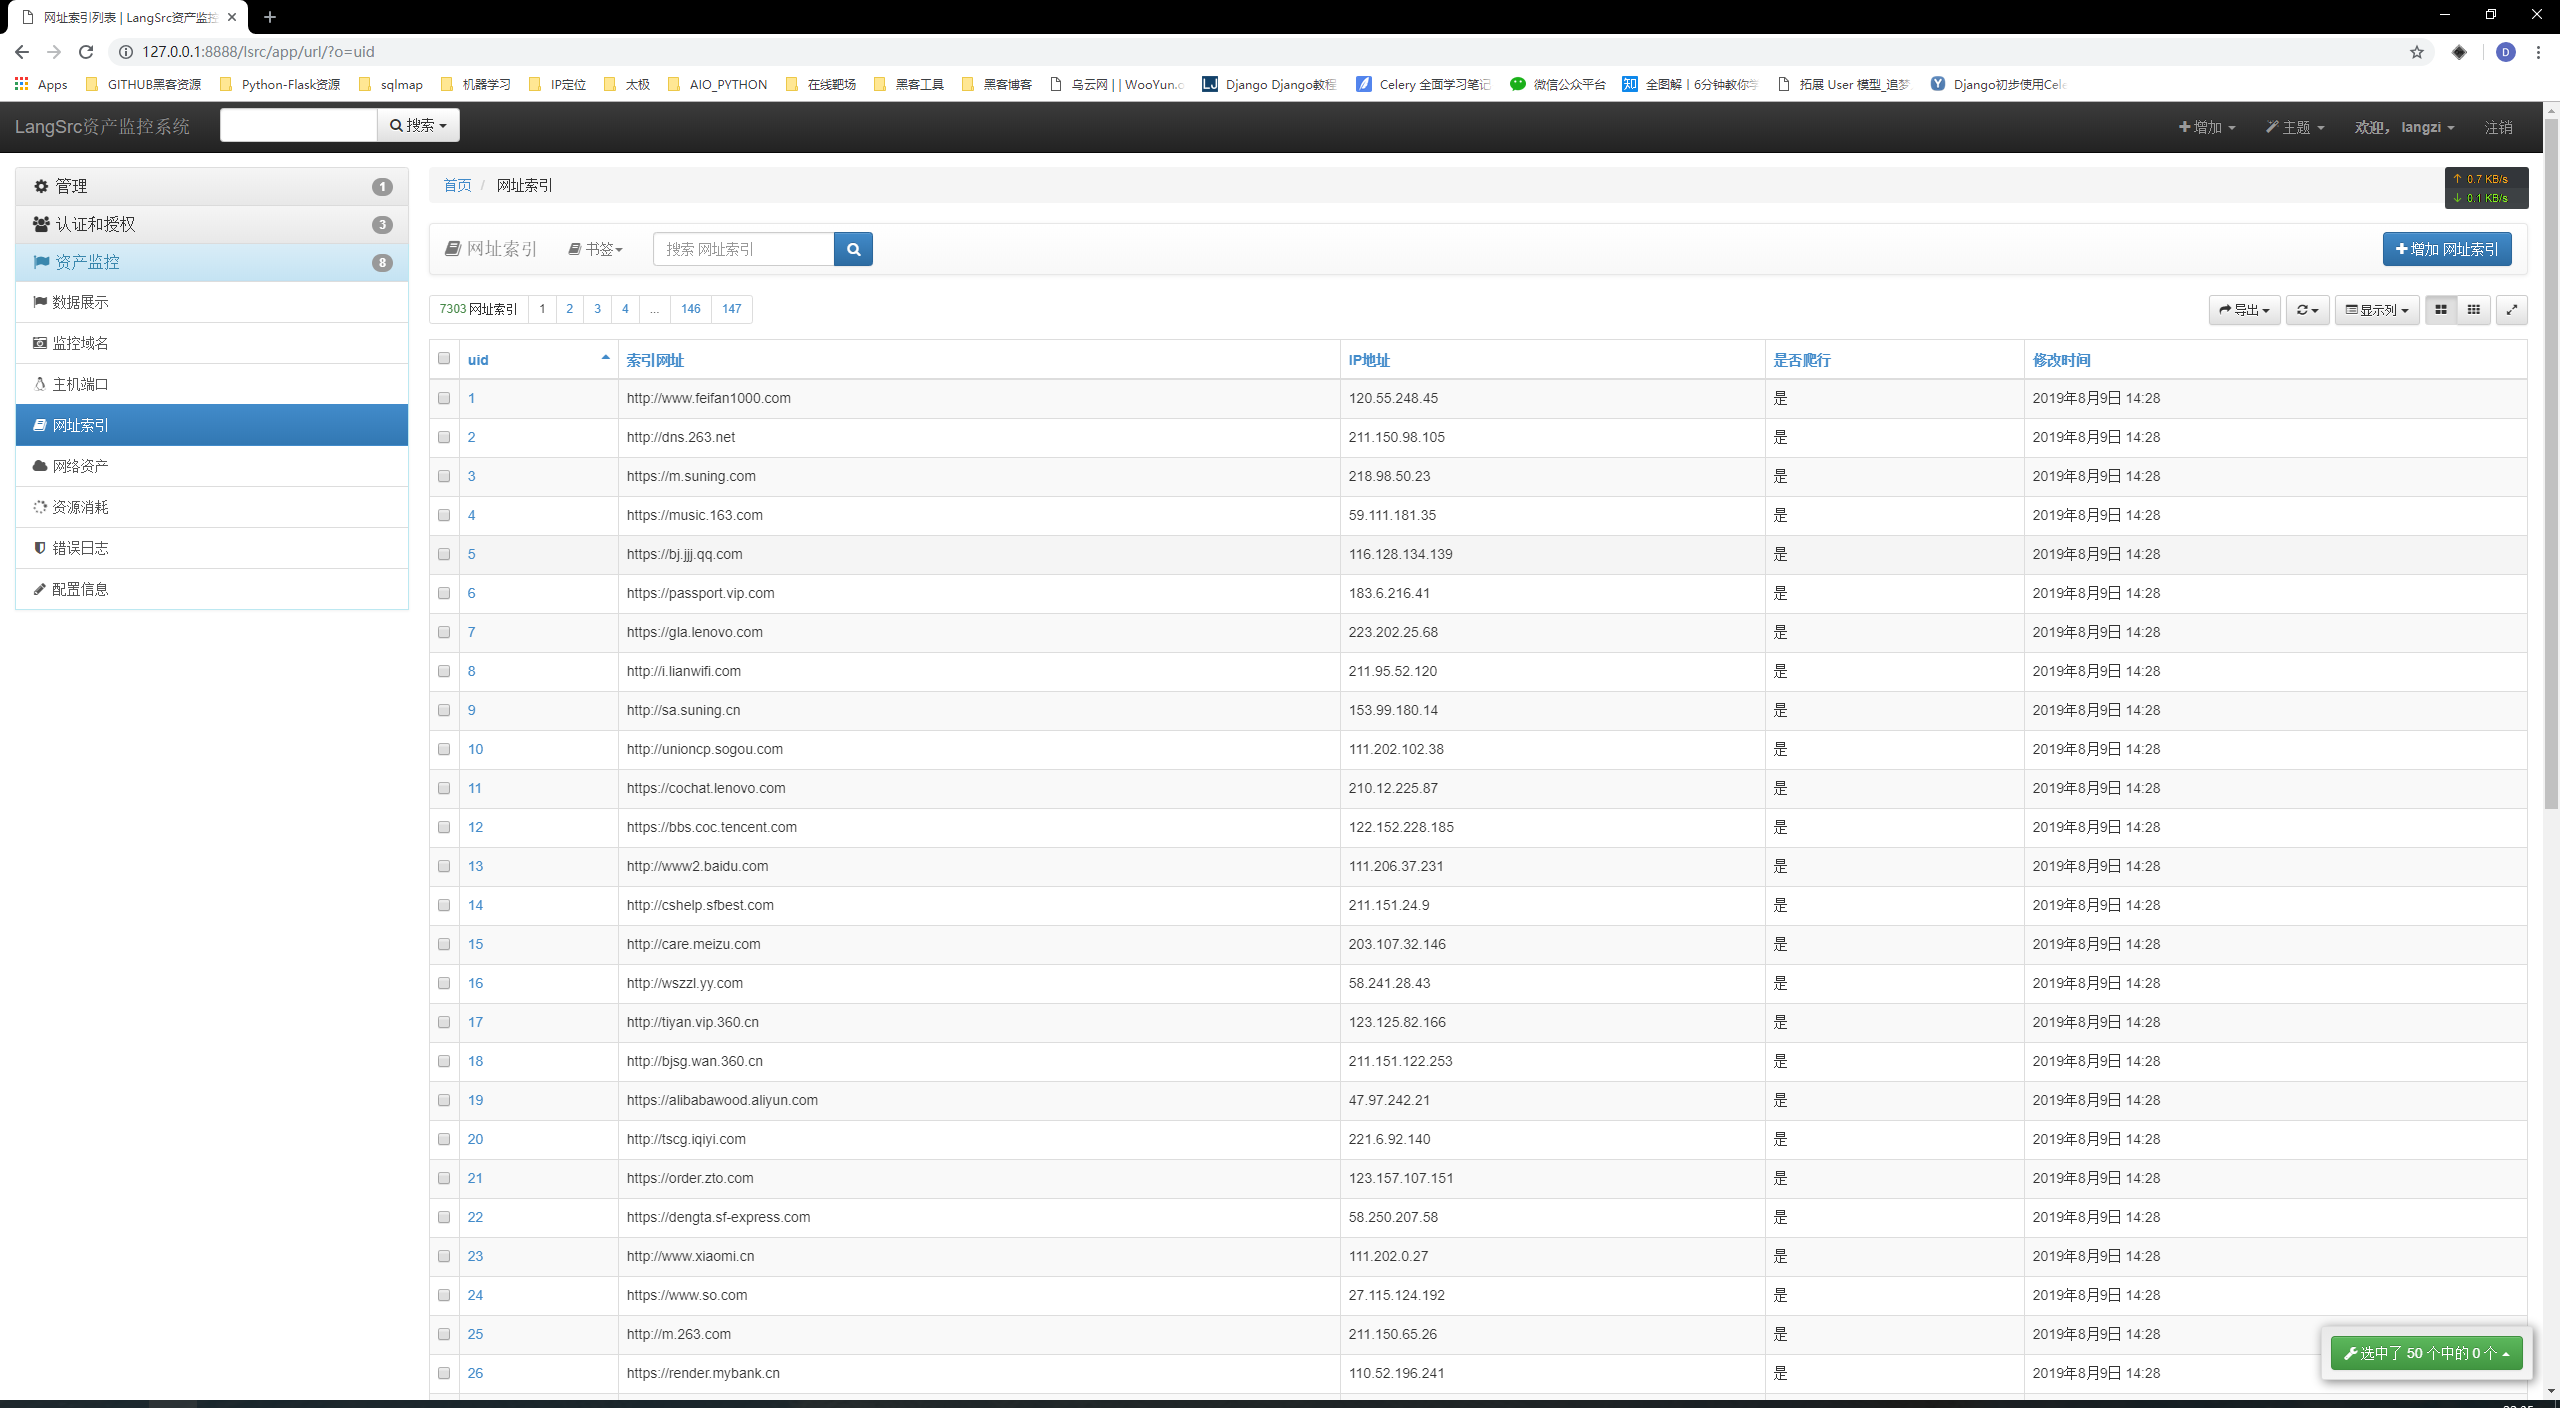 网址索引列表 | LangSrc资产监控
127.0.0.1:8888/lsrc/app/url/?o=uid
Apps GITHUB黑客资源 Python-Flask资源 sqlmap 机器学习 IP定位 太极 AIO_PYTHON 在线靶场 黑客工具 黑客博客 乌云网 | | WooYun.o Django Django教程 Celery 全面学习笔记 微信公众平台 全图解丨6分钟教你学 拓展 User 模型_追梦 Django初步使用Cele
LangSrc资产监控系统 搜索 增加 主题 欢迎， langzi 注销
管理 1
认证和授权 3
资产监控 8
数据展示
监控域名
主机端口
网址索引
网络资产
资源消耗
错误日志
配置信息
首页 / 网址索引
↑ 0.7 KB/s
↓ 0.1 KB/s
网址索引 书签 搜索 网址索引 增加 网址索引
7303 网址索引 1 2 3 4 ... 146 147 导出 显示列
uid 索引网址 IP地址 是否爬行 修改时间
1 http://www.feifan1000.com 120.55.248.45 是 2019年8月9日 14:28
2 http://dns.263.net 211.150.98.105 是 2019年8月9日 14:28
3 https://m.suning.com 218.98.50.23 是 2019年8月9日 14:28
4 https://music.163.com 59.111.181.35 是 2019年8月9日 14:28
5 https://bj.jjj.qq.com 116.128.134.139 是 2019年8月9日 14:28
6 https://passport.vip.com 183.6.216.41 是 2019年8月9日 14:28
7 https://gla.lenovo.com 223.202.25.68 是 2019年8月9日 14:28
8 http://i.lianwifi.com 211.95.52.120 是 2019年8月9日 14:28
9 http://sa.suning.cn 153.99.180.14 是 2019年8月9日 14:28
10 http://unioncp.sogou.com 111.202.102.38 是 2019年8月9日 14:28
11 https://cochat.lenovo.com 210.12.225.87 是 2019年8月9日 14:28
12 https://bbs.coc.tencent.com 122.152.228.185 是 2019年8月9日 14:28
13 http://www2.baidu.com 111.206.37.231 是 2019年8月9日 14:28
14 http://cshelp.sfbest.com 211.151.24.9 是 2019年8月9日 14:28
15 http://care.meizu.com 203.107.32.146 是 2019年8月9日 14:28
16 http://wszzl.yy.com 58.241.28.43 是 2019年8月9日 14:28
17 http://tiyan.vip.360.cn 123.125.82.166 是 2019年8月9日 14:28
18 http://bjsg.wan.360.cn 211.151.122.253 是 2019年8月9日 14:28
19 https://alibabawood.aliyun.com 47.97.242.21 是 2019年8月9日 14:28
20 http://tscg.iqiyi.com 221.6.92.140 是 2019年8月9日 14:28
21 https://order.zto.com 123.157.107.151 是 2019年8月9日 14:28
22 https://dengta.sf-express.com 58.250.207.58 是 2019年8月9日 14:28
23 http://www.xiaomi.cn 111.202.0.27 是 2019年8月9日 14:28
24 https://www.so.com 27.115.124.192 是 2019年8月9日 14:28
25 http://m.263.com 211.150.65.26 是 2019年8月9日 14:28
26 https://render.mybank.cn 110.52.196.241 是 2019年8月9日 14:28
选中了 50 个中的 0 个